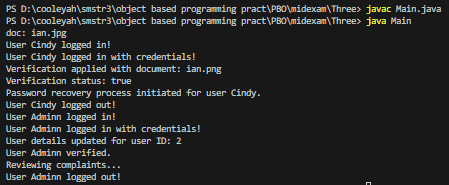 PS D:\cooleyah\smstr3\object based programming pract\PBO\midexam\Three> javac Main.java
PS D:\cooleyah\smstr3\object based programming pract\PBO\midexam\Three> java Main
doc: ian.jpg
User Cindy logged in!
User Cindy logged in with credentials!
Verification applied with document: ian.png
Verification status: true
Password recovery process initiated for user Cindy.
User Cindy logged out!
User Adminn logged in!
User Adminn logged in with credentials!
User details updated for user ID: 2
User Adminn verified.
Reviewing complaints...
User Adminn logged out!